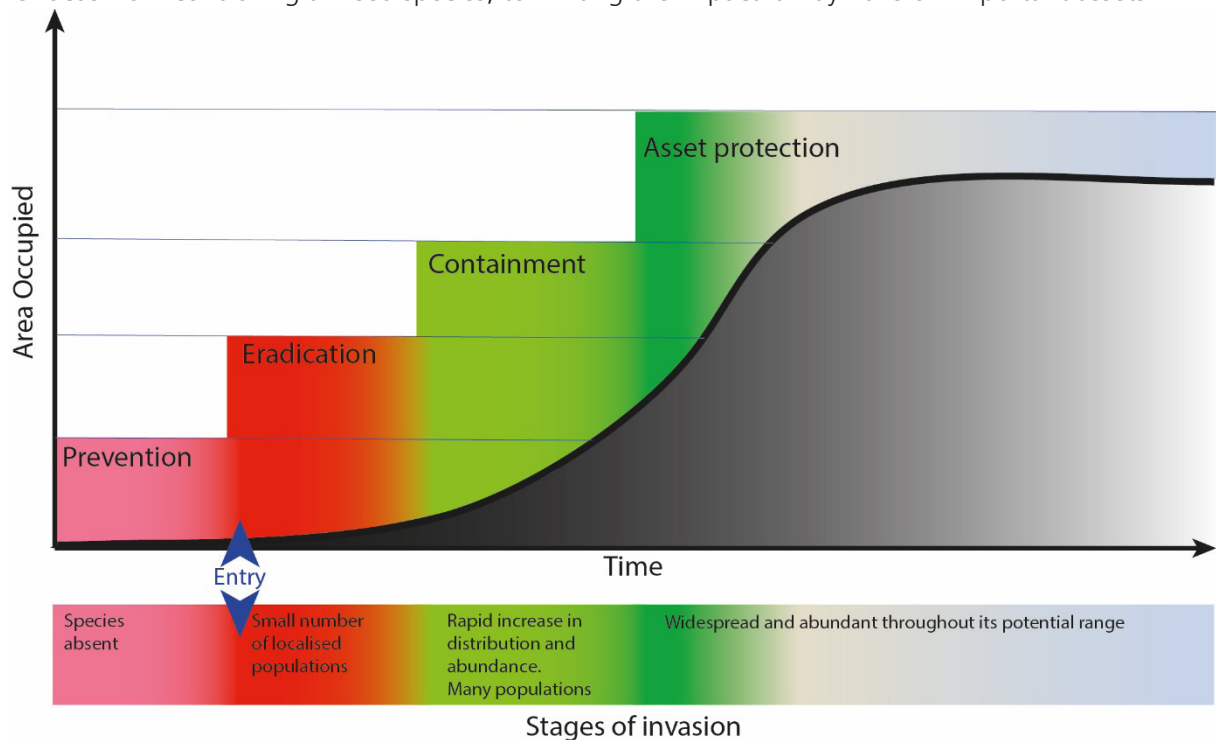 Asset protection
Containment
Eradication
Prevention
Area Occupied
Time
Entry
Species
absent
Small number
of localised
populations
Rapid increase in
distribution and
abundance.
Many populations
Widespread and abundant throughout its potential range
Stages of invasion